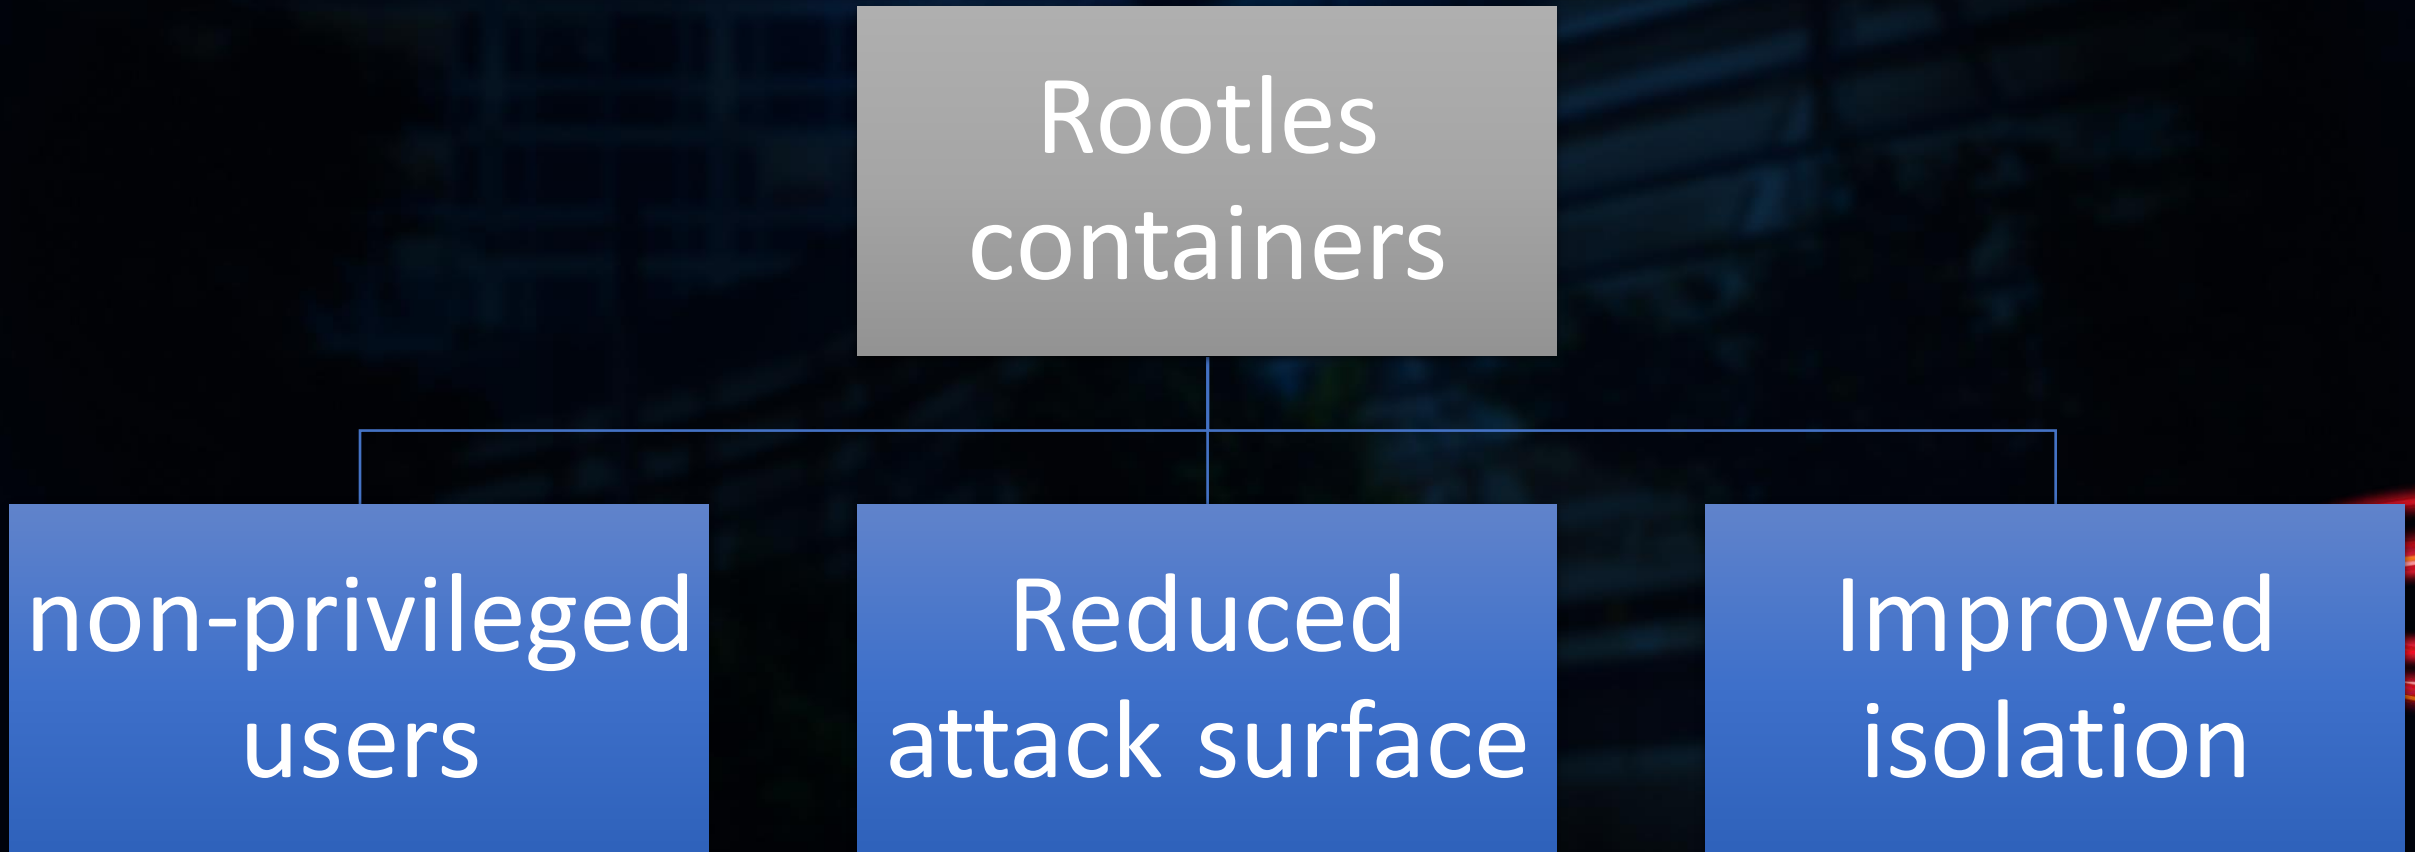 Rootles
containers
non-privileged
users
Reduced
attack surface
Improved
isolation